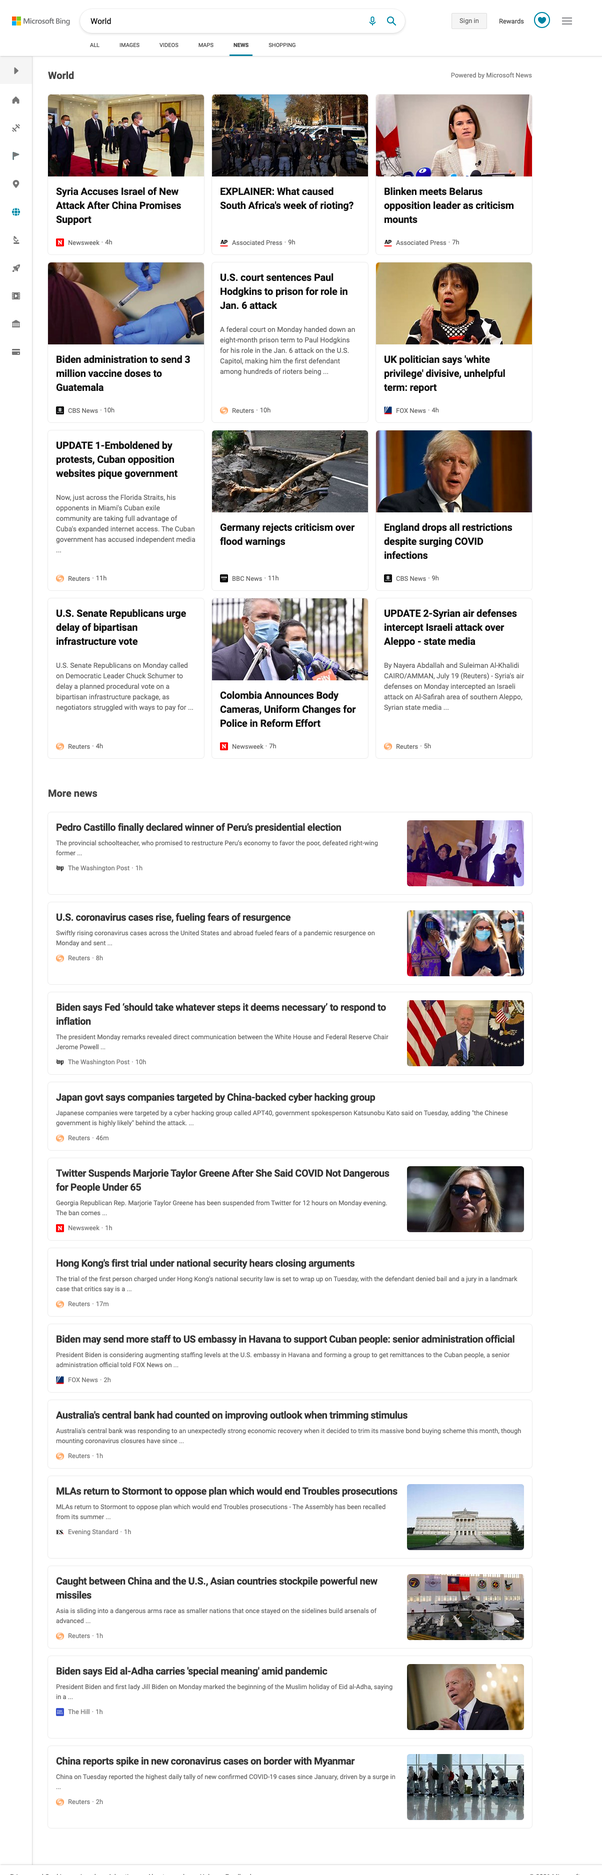 Microsoft Bing
World
Sign in
Rewards
ALL IMAGES VIDEOS MAPS NEWS SHOPPING
World
Powered by Microsoft News
Syria Accuses Israel of New
Attack After China Promises
Support
Newsweek · 4h
EXPLAINER: What caused
South Africa's week of rioting?
AP Associated Press · 9h
Blinken meets Belarus
opposition leader as criticism
mounts
AP Associated Press · 7h
Biden administration to send 3
million vaccine doses to
Guatemala
CBS News · 10h
U.S. court sentences Paul
Hodgkins to prison for role in
Jan. 6 attack
A federal court on Monday handed down an
eight-month prison term to Paul Hodgkins
for his role in the Jan. 6 attack on the U.S.
Capitol, making him the first defendant
among hundreds of rioters being ...
Reuters · 10h
UK politician says 'white
privilege' divisive, unhelpful
term: report
FOX News · 4h
UPDATE 1-Emboldened by
protests, Cuban opposition
websites pique government
Now, just across the Florida Straits, his
opponents in Miami's Cuban exile
community are taking full advantage of
Cuba's expanded internet access. The Cuban
government has accused independent media
...
Reuters · 11h
Germany rejects criticism over
flood warnings
BBC News · 11h
England drops all restrictions
despite surging COVID
infections
CBS News · 9h
U.S. Senate Republicans urge
delay of bipartisan
infrastructure vote
U.S. Senate Republicans on Monday called
on Democratic Leader Chuck Schumer to
delay a planned procedural vote on a
bipartisan infrastructure package, as
negotiators struggled with ways to pay for ...
Reuters · 4h
Colombia Announces Body
Cameras, Uniform Changes for
Police in Reform Effort
Newsweek · 7h
UPDATE 2-Syrian air defenses
intercept Israeli attack over
Aleppo - state media
By Nayera Abdallah and Suleiman Al-Khalidi
CAIRO/AMMAN, July 19 (Reuters) - Syria's air
defenses on Monday intercepted an Israeli
attack on Al-Safirah area of southern Aleppo,
Syrian state media ...
Reuters · 5h
More news
Pedro Castillo finally declared winner of Peru's presidential election
The provincial schoolteacher, who promised to restructure Peru's economy to favor the poor, defeated right-wing
former ...
wp The Washington Post · 1h
U.S. coronavirus cases rise, fueling fears of resurgence
Swiftly rising coronavirus cases across the United States and abroad fueled fears of a pandemic resurgence on
Monday and sent ...
Reuters · 8h
Biden says Fed 'should take whatever steps it deems necessary' to respond to
inflation
The president Monday remarks revealed direct communication between the White House and Federal Reserve Chair
Jerome Powell ...
wp The Washington Post · 10h
Japan govt says companies targeted by China-backed cyber hacking group
Japanese companies were targeted by a cyber hacking group called APT40, government spokesperson Katsunobu Kato said on Tuesday, adding "the Chinese
government is highly likely" behind the attack. ...
Reuters · 46m
Twitter Suspends Marjorie Taylor Greene After She Said COVID Not Dangerous
for People Under 65
Georgia Republican Rep. Marjorie Taylor Greene has been suspended from Twitter for 12 hours on Monday evening.
The ban comes ...
Newsweek · 1h
Hong Kong's first trial under national security hears closing arguments
The trial of the first person charged under Hong Kong's national security law is set to wrap up on Tuesday, with the defendant denied bail and a jury in a landmark
case that critics say is a ...
Reuters · 17m
Biden may send more staff to US embassy in Havana to support Cuban people: senior administration official
President Biden is considering augmenting staffing levels at the U.S. embassy in Havana and forming a group to get remittances to the Cuban people, a senior
administration official told FOX News on ...
FOX News · 2h
Australia's central bank had counted on improving outlook when trimming stimulus
Australia's central bank was responding to an unexpectedly strong economic recovery when it decided to trim its massive bond buying scheme this month, though
mounting coronavirus closures have since ...
Reuters · 1h
MLAs return to Stormont to oppose plan which would end Troubles prosecutions
MLAs return to Stormont to oppose plan which would end Troubles prosecutions - The Assembly has been recalled
from its summer ...
ES. Evening Standard · 1h
Caught between China and the U.S., Asian countries stockpile powerful new
missiles
Asia is sliding into a dangerous arms race as smaller nations that once stayed on the sidelines build arsenals of
advanced ...
Reuters · 1h
Biden says Eid al-Adha carries 'special meaning' amid pandemic
President Biden and first lady Jill Biden on Monday marked the beginning of the Muslim holiday of Eid al-Adha, saying
in a ...
The Hill · 1h
China reports spike in new coronavirus cases on border with Myanmar
China on Tuesday reported the highest daily tally of new confirmed COVID-19 cases since January, driven by a surge in
...
Reuters · 2h